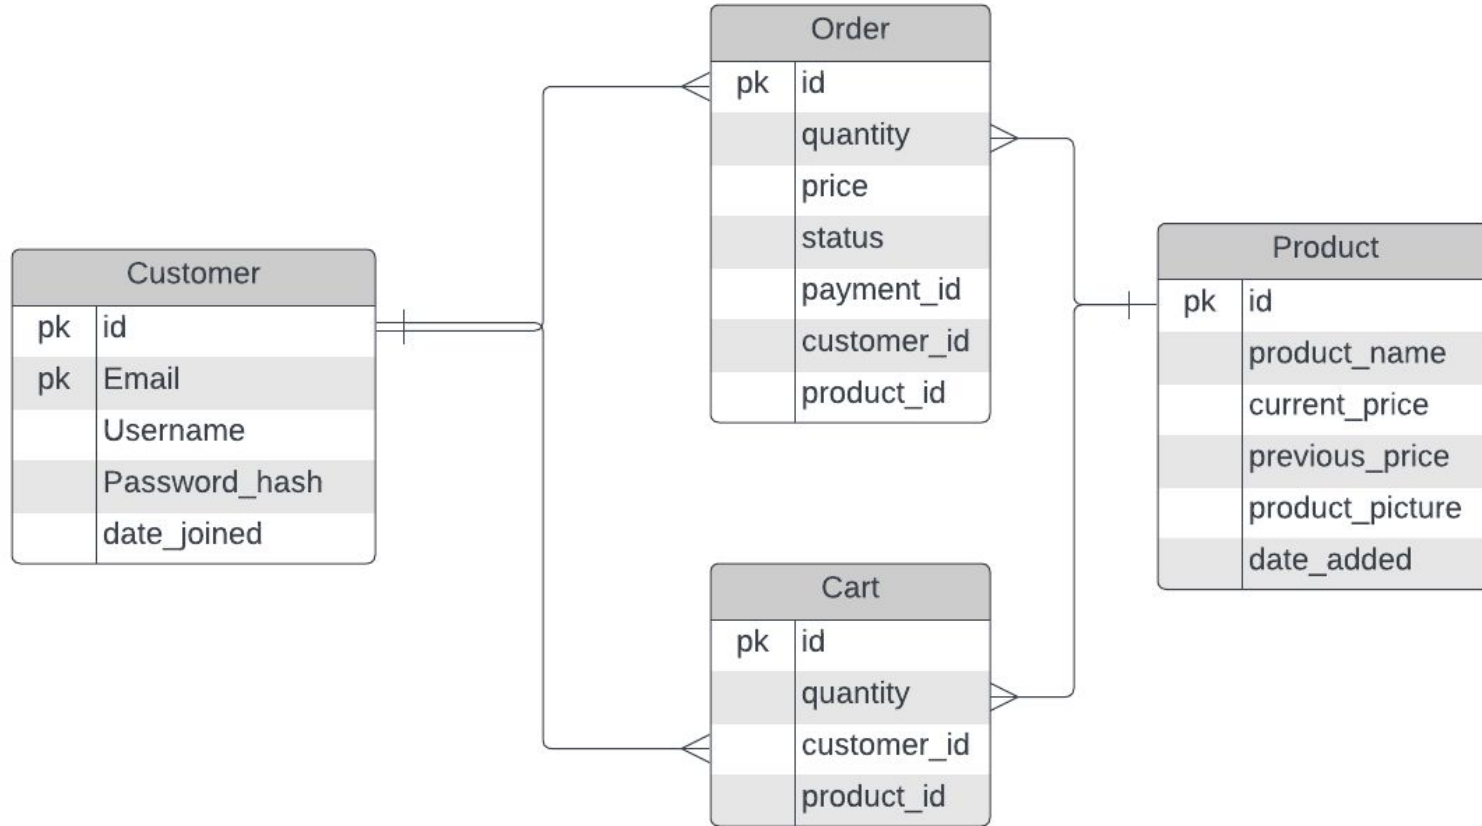 Order
pk id
quantity
price
status
payment_id
customer_id
product_id
Customer
pk id
pk Email
Username
Password_hash
date_joined
Product
pk id
product_name
current_price
previous_price
product_picture
date_added
Cart
pk id
quantity
customer_id
product_id